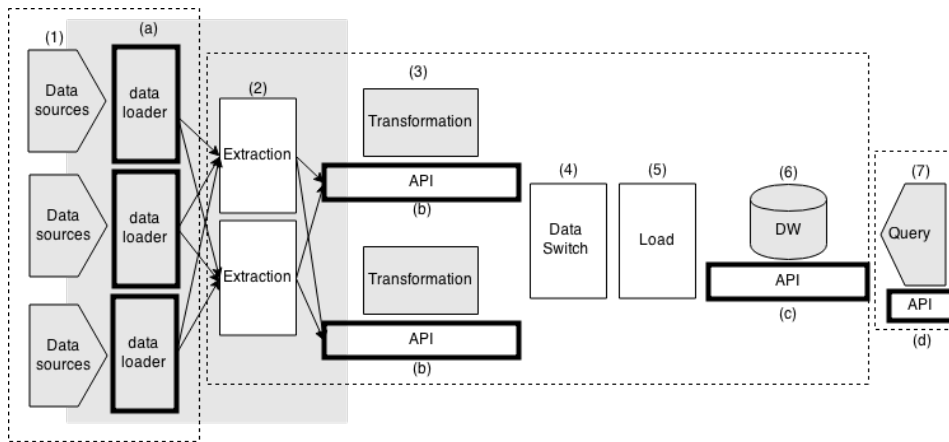 (1)
(a)
Data
sources
data
loader
(2)
Extraction
(3)
Transformation
API
(b)
Data
sources
data
loader
Extraction
Transformation
API
(b)
Data
sources
data
loader
(4)
Data
Switch
(5)
Load
(6)
DW
API
(c)
(7)
Query
API
(d)